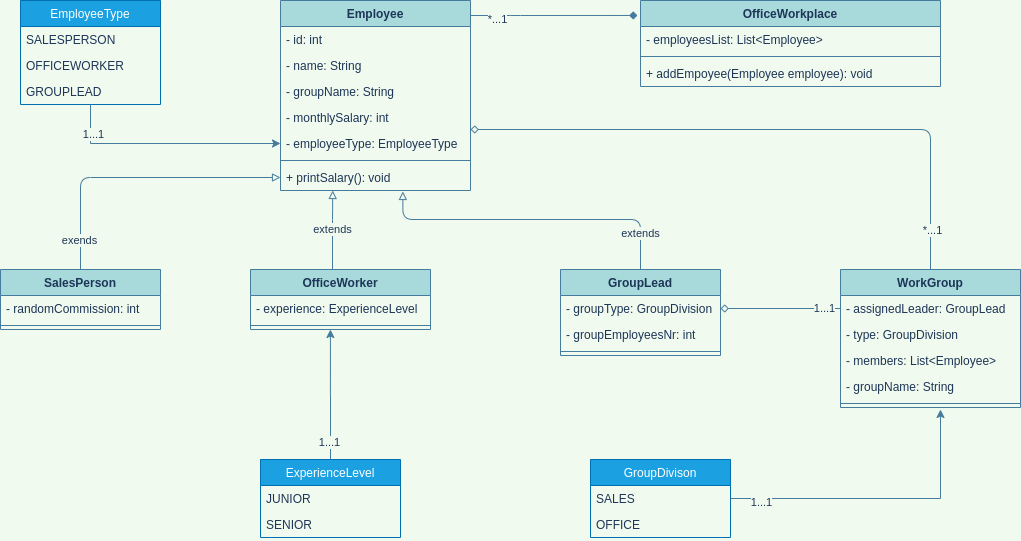 EmployeeType
SALESPERSON
OFFICEWORKER
GROUPLEAD
1...1
Employee
- id: int
- name: String
- groupName: String
- monthlySalary: int
- employeeType: EmployeeType
+ printSalary(): void
*...1
OfficeWorkplace
- employeesList: List<Employee>
+ addEmpoyee(Employee employee): void
exends
extends
extends
*...1
SalesPerson
- randomCommission: int
OfficeWorker
- experience: ExperienceLevel
GroupLead
- groupType: GroupDivision
- groupEmployeesNr: int
1...1
WorkGroup
- assignedLeader: GroupLead
- type: GroupDivision
- members: List<Employee>
- groupName: String
1...1
ExperienceLevel
JUNIOR
SENIOR
GroupDivison
SALES
OFFICE
1...1